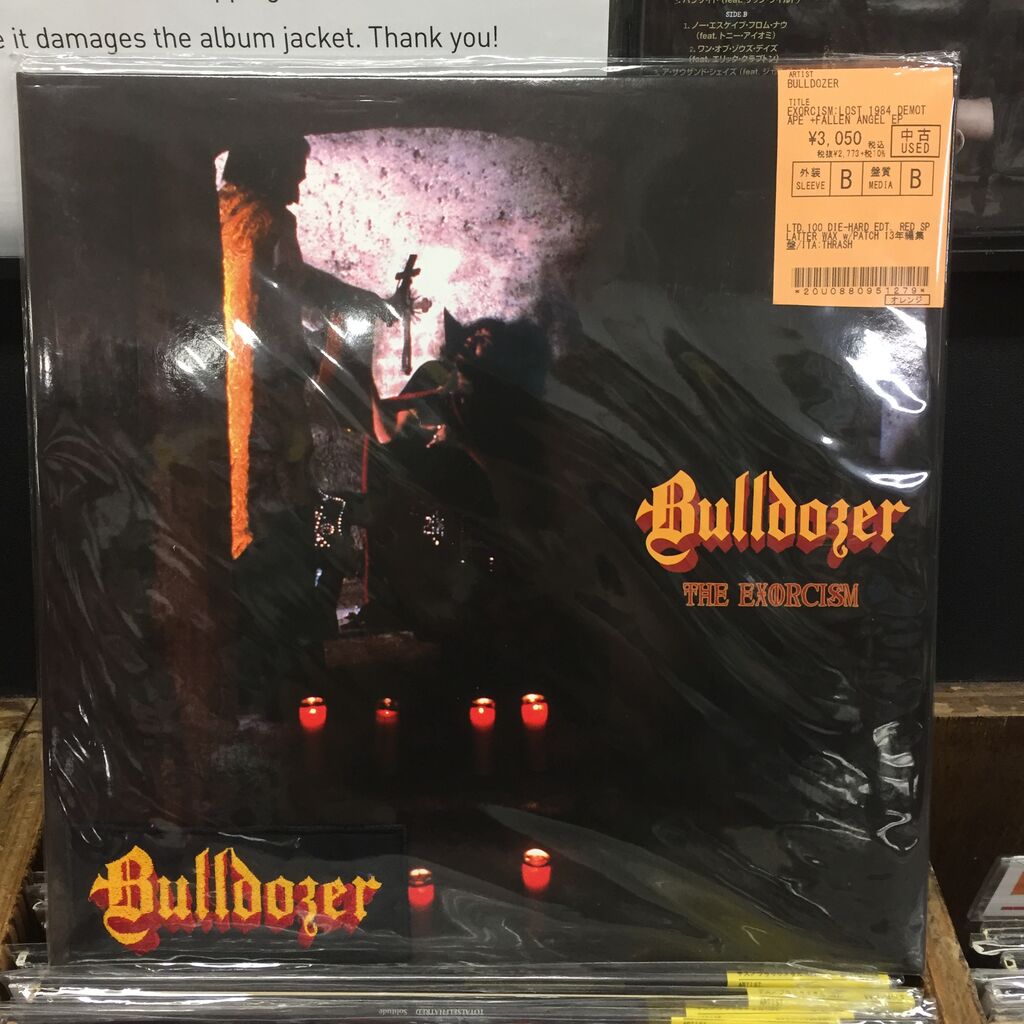 e it damages the album jacket. Thank you!
SIDE B
1.ノー・エスケイプ・フロム・ナウ
(feat. トニー・アイオミ)
2.ワン・オブ・ゾウズ・デイズ
(feat. エリック・クラプトン)
ARTIST
BULLDOZER
TITLE
EXORCISM:LOST 1984 DEMOT
APE +FALLEN ANGEL EP
¥3,050 税込
税抜¥2,773+税10%
中古
USED
外装
SLEEVE
B
盤質
MEDIA
B
LTD.100 DIE-HARD EDT. RED SP
LATTER WAX w/PATCH 13年編集
盤/ITA:THRASH
*20U0880951279*
オレンジ
Bulldozer
THE EXORCISM
Bulldozer
ARTIST
TOTALSELFHATRED
Solitude